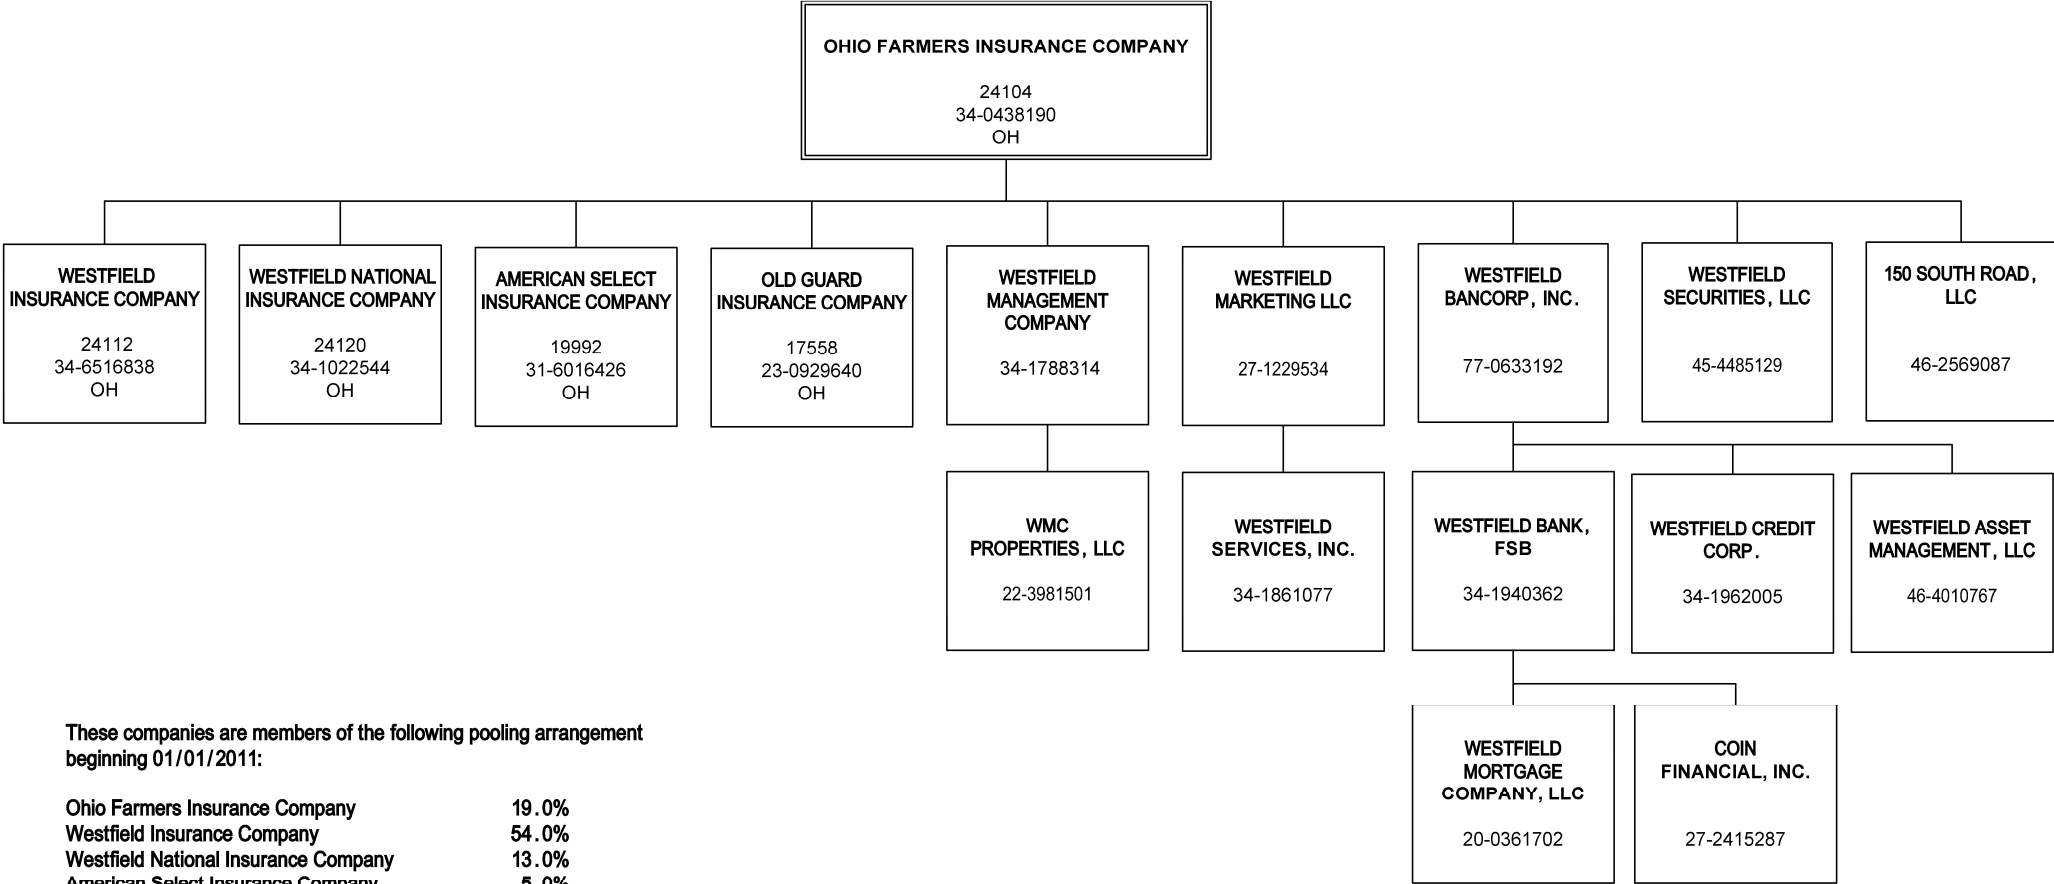 OHIO FARMERS INSURANCE COMPANY
24104
34-0438190
OH
WESTFIELD
INSURANCE COMPANY
24112
34-6516838
OH
WESTFIELD NATIONAL
INSURANCE COMPANY
24120
34-1022544
OH
AMERICAN SELECT
INSURANCE COMPANY
19992
31-6016426
OH
OLD GUARD
INSURANCE COMPANY
17558
23-0929640
OH
WESTFIELD
MANAGEMENT
COMPANY
34-1788314
WESTFIELD
MARKETING LLC
27-1229534
WESTFIELD
BANCORP, INC.
77-0633192
WESTFIELD
SECURITIES, LLC
45-4485129
150 SOUTH ROAD,
LLC
46-2569087
WMC
PROPERTIES, LLC
22-3981501
WESTFIELD
SERVICES, INC.
34-1861077
WESTFIELD BANK,
FSB
34-1940362
WESTFIELD CREDIT
CORP.
34-1962005
WESTFIELD ASSET
MANAGEMENT, LLC
46-4010767
WESTFIELD
MORTGAGE
COMPANY, LLC
20-0361702
COIN
FINANCIAL, INC.
27-2415287
These companies are members of the following pooling arrangement
beginning 01/01/2011:
Ohio Farmers Insurance Company 19.0%
Westfield Insurance Company 54.0%
Westfield National Insurance Company 13.0%
American Select Insurance Company 5.0%